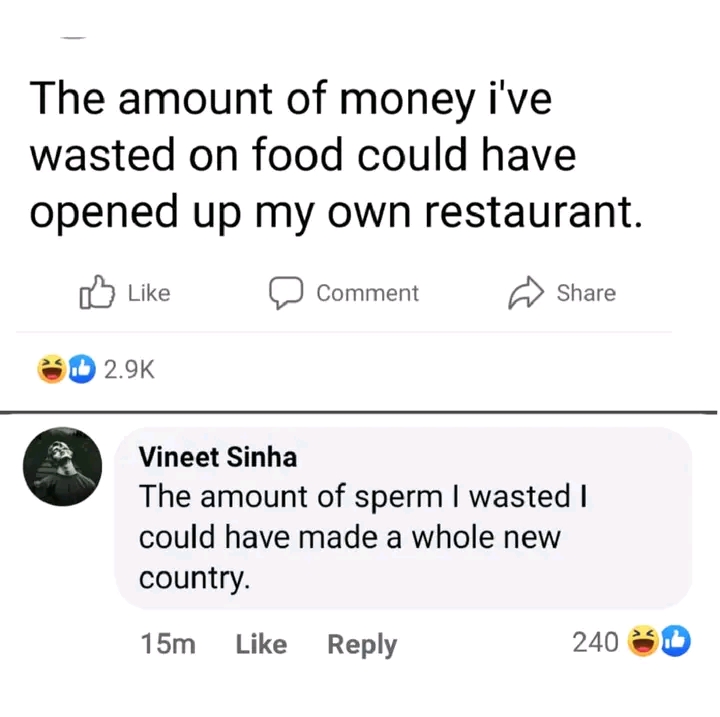 The amount of money i've
wasted on food could have
opened up my own restaurant.
Like
Comment
Share
2.9K
Vineet Sinha
The amount of sperm I wasted I
could have made a whole new
country.
15m
Like
Reply
240